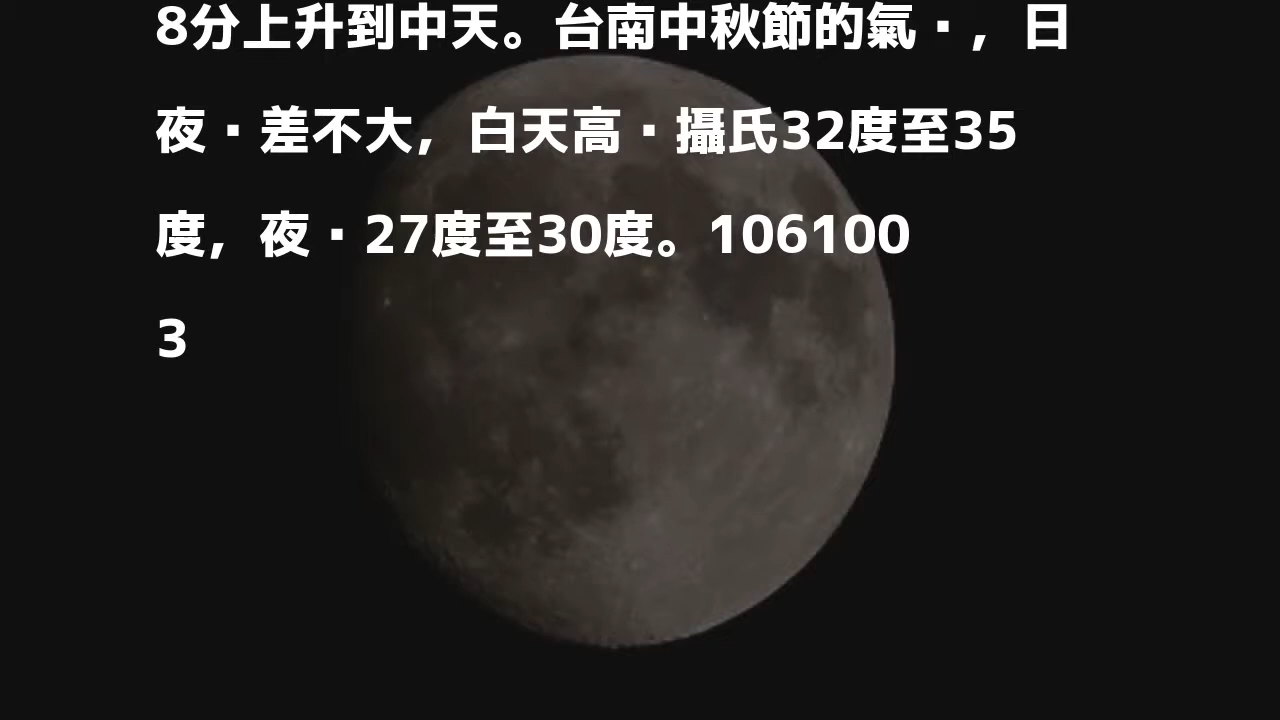 8分上升到中天。台南中秋節的氣▪，日
夜▪差不大，白天高▪攝氏32度至35
度，夜▪27度至30度。106100
3